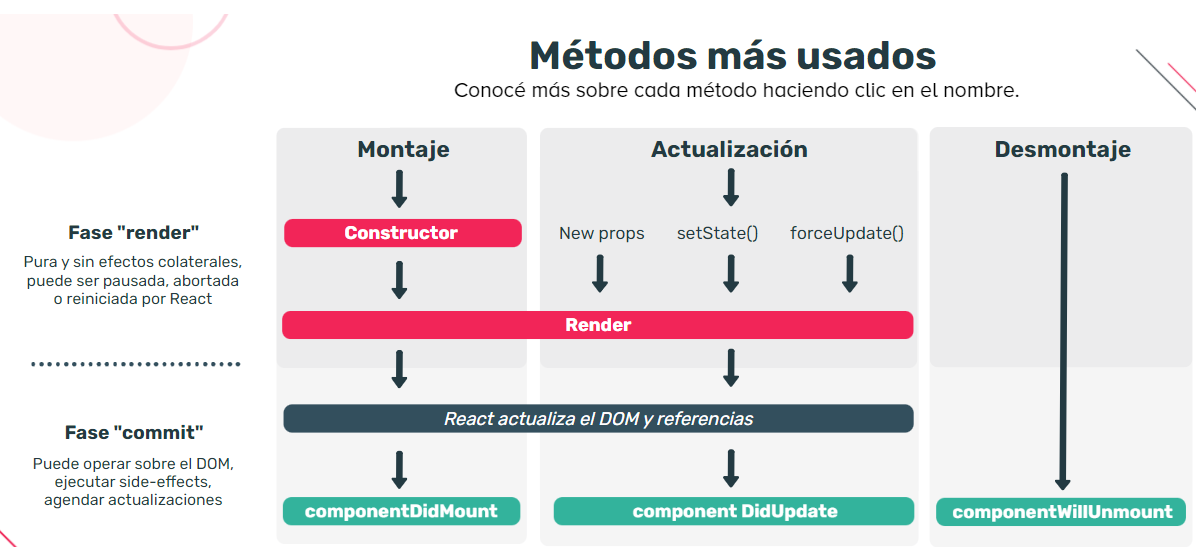 Métodos más usados
Conocé más sobre cada método haciendo clic en el nombre.
Montaje
Actualización
Desmontaje
Fase "render"
Pura y sin efectos colaterales,
puede ser pausada, abortada
o reiniciada por React
Constructor
New props
setState()
forceUpdate()
Render
Fase "commit"
Puede operar sobre el DOM,
ejecutar side-effects,
agendar actualizaciones
React actualiza el DOM y referencias
componentDidMount
component DidUpdate
componentWillUnmount